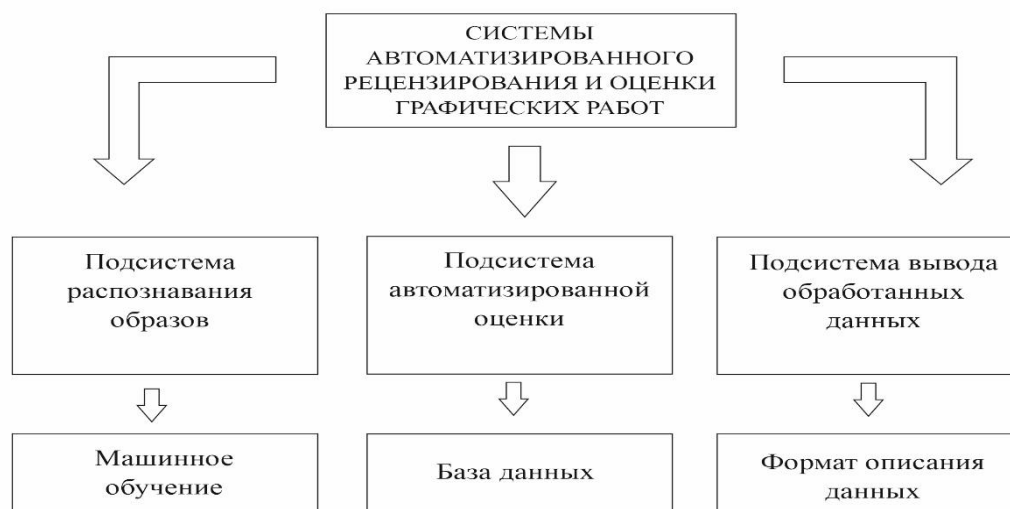 СИСТЕМЫ
АВТОМАТИЗИРОВАННОГО
РЕЦЕНЗИРОВАНИЯ И ОЦЕНКИ
ГРАФИЧЕСКИХ РАБОТ
Подсистема
распознавания
образов
Подсистема
автоматизированной
оценки
Подсистема вывода
обработанных
данных
Машинное
обучение
База данных
Формат описания
данных